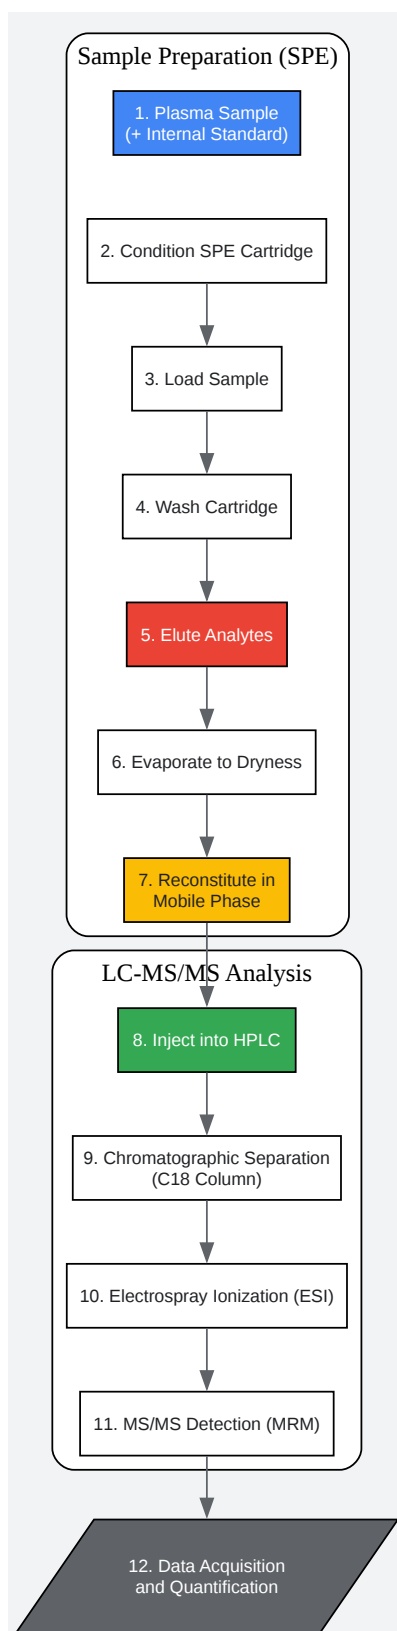 Sample Preparation (SPE)
1. Plasma Sample
(+ Internal Standard)
2. Condition SPE Cartridge
3. Load Sample
4. Wash Cartridge
5. Elute Analytes
6. Evaporate to Dryness
7. Reconstitute in
Mobile Phase
LC-MS/MS Analysis
8. Inject into HPLC
9. Chromatographic Separation
(C18 Column)
10. Electrospray Ionization (ESI)
11. MS/MS Detection (MRM)
12. Data Acquisition
and Quantification